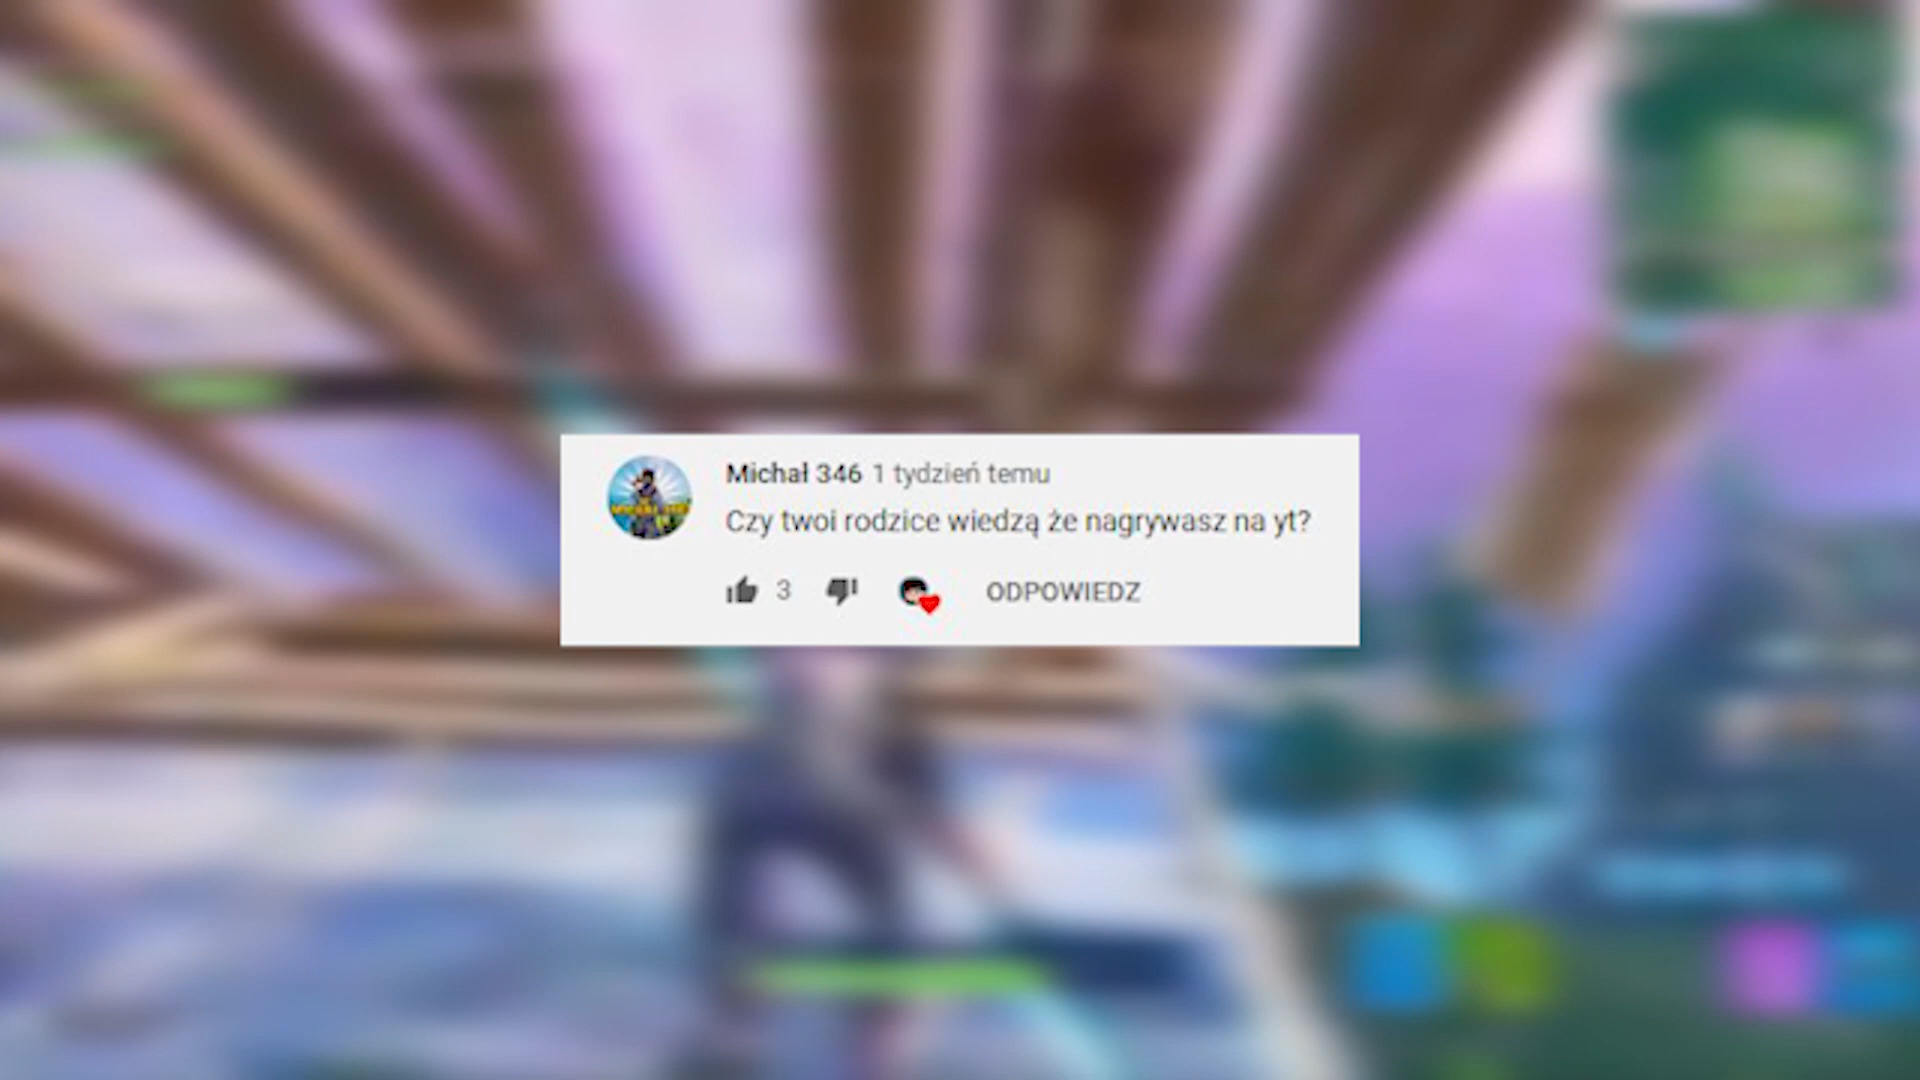 Michał 346 1 tydzień temu
Czy twoi rodzice wiedzą że nagrywasz na yt?
3 ODPOWIEDZ